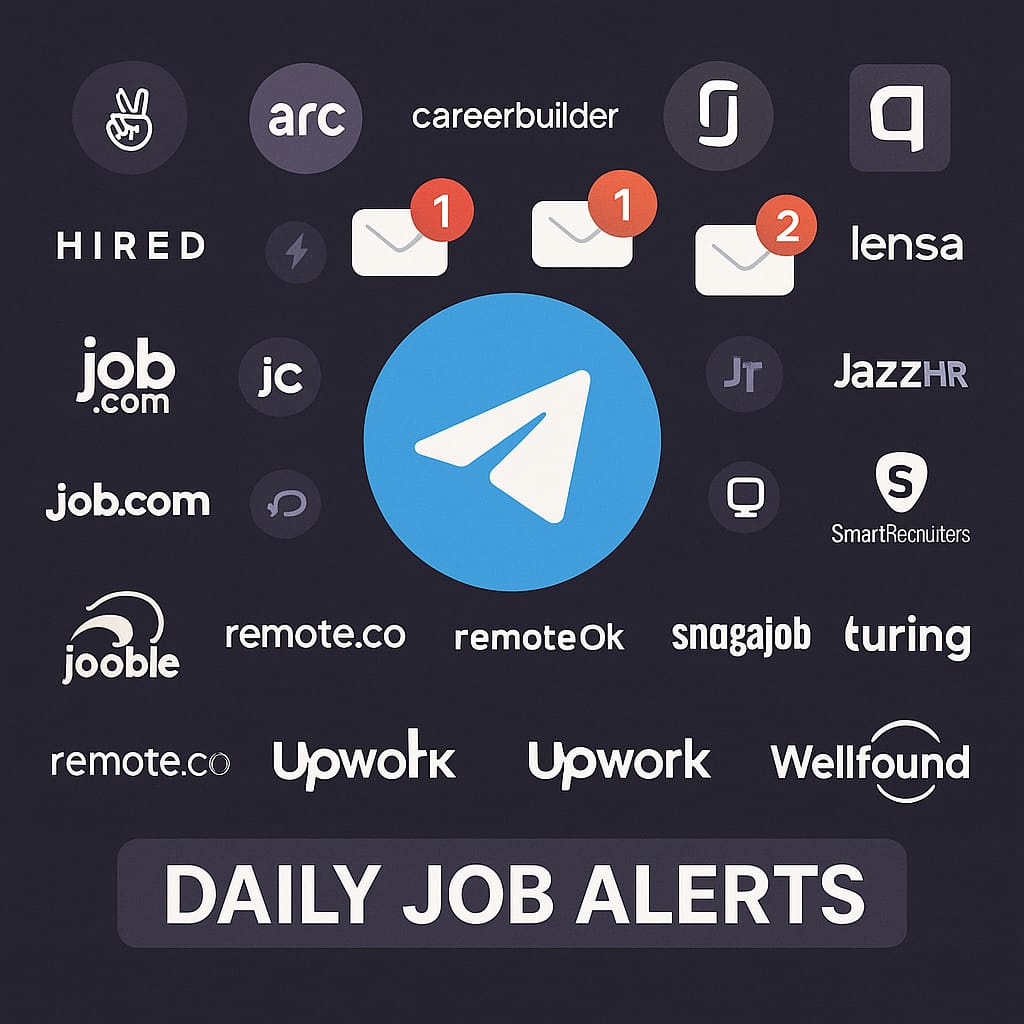 arc
careerbuilder
HIRED
1
1
2
lensa
job
.com
jc
JT
JazzHR
job.com
S
SmartRecruiters
jooble
remote.co
remoteOk
snagajob
turing
remote.co
Upwork
Upwork
Wellfound
DAILY JOB ALERTS